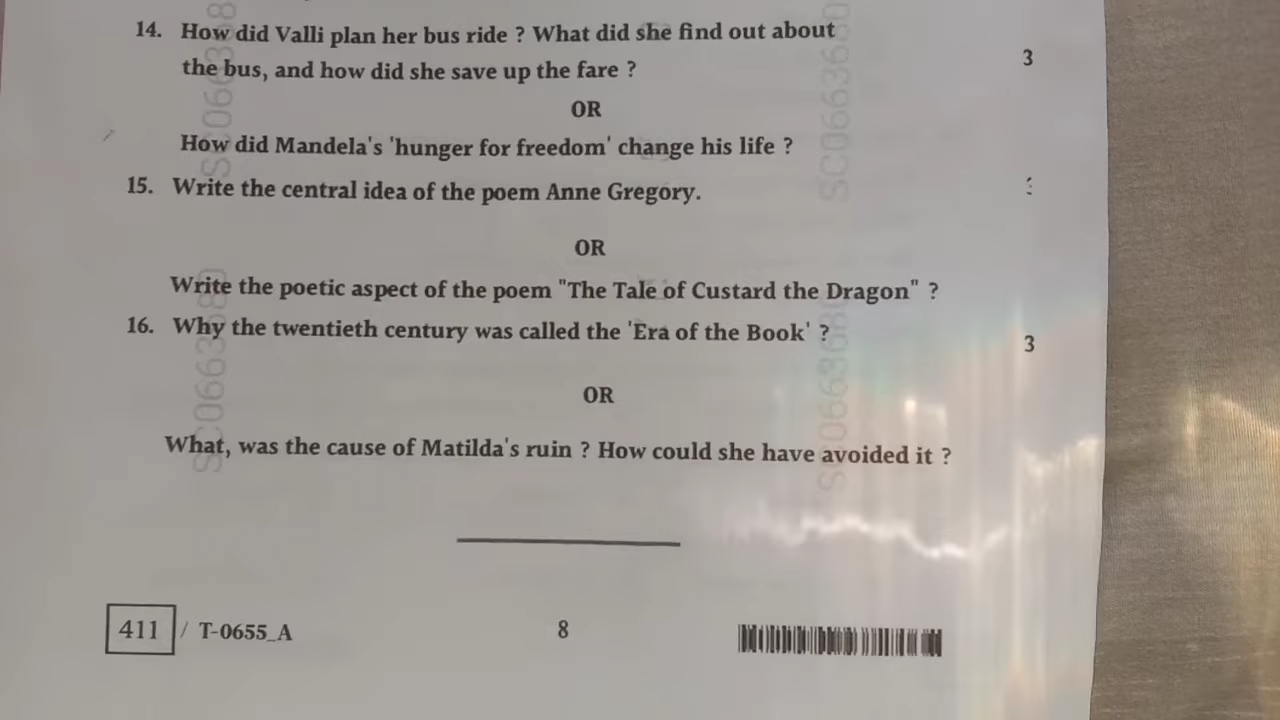 14. How did Valli plan her bus ride ? What did she find out about
the bus, and how did she save up the fare ?
3
OR
How did Mandela's 'hunger for freedom' change his life ?
15. Write the central idea of the poem Anne Gregory.
OR
Write the poetic aspect of the poem "The Tale of Custard the Dragon" ?
16. Why the twentieth century was called the 'Era of the Book' ?
3
OR
What, was the cause of Matilda's ruin ? How could she have avoided it ?
411 / T-0655_A
8